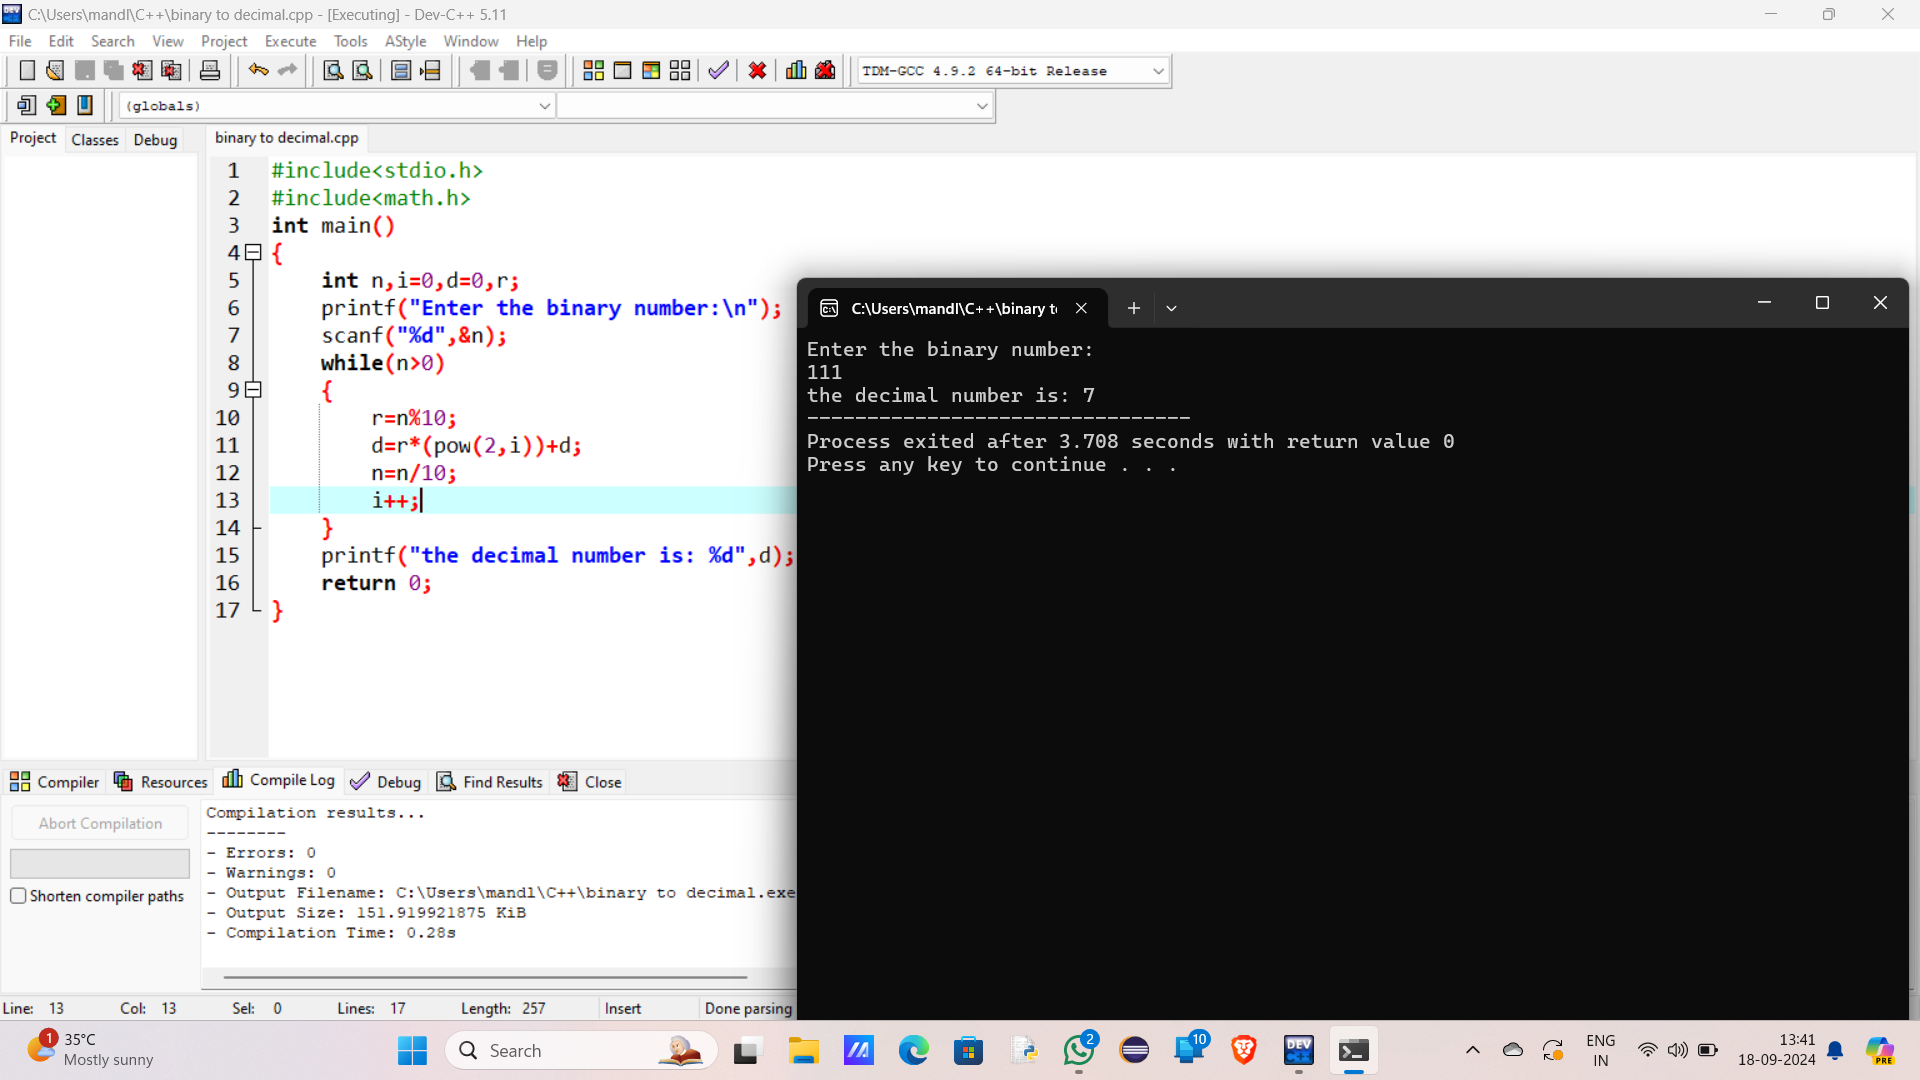 C:\Users\mandl\C++\binary to decimal.cpp - [Executing] - Dev-C++ 5.11
File Edit Search View Project Execute Tools AStyle Window Help
TDM-GCC 4.9.2 64-bit Release
(globals)
Project Classes Debug
binary to decimal.cpp
1 #include<stdio.h>
2 #include<math.h>
3 int main()
4 {
5 int n,i=0,d=0,r;
6 printf("Enter the binary number:\n");
7 scanf("%d",&n);
8 while(n>0)
9 {
10 r=n%10;
11 d=r*(pow(2,i))+d;
12 n=n/10;
13 i++;
14 }
15 printf("the decimal number is: %d",d);
16 return 0;
17 }
C:\Users\mandl\C++\binary to
Enter the binary number:
111
the decimal number is: 7
--------------------------------
Process exited after 3.708 seconds with return value 0
Press any key to continue . . .
Compiler Resources Compile Log Debug Find Results Close
Abort Compilation
Shorten compiler paths
Compilation results...
--------
- Errors: 0
- Warnings: 0
- Output Filename: C:\Users\mandl\C++\binary to decimal.exe
- Output Size: 151.919921875 KiB
- Compilation Time: 0.28s
Line: 13 Col: 13 Sel: 0 Lines: 17 Length: 257 Insert Done parsing
1
35°C
Mostly sunny
Search
2
10
DEV C++
ENG
IN
13:41
18-09-2024
PRE